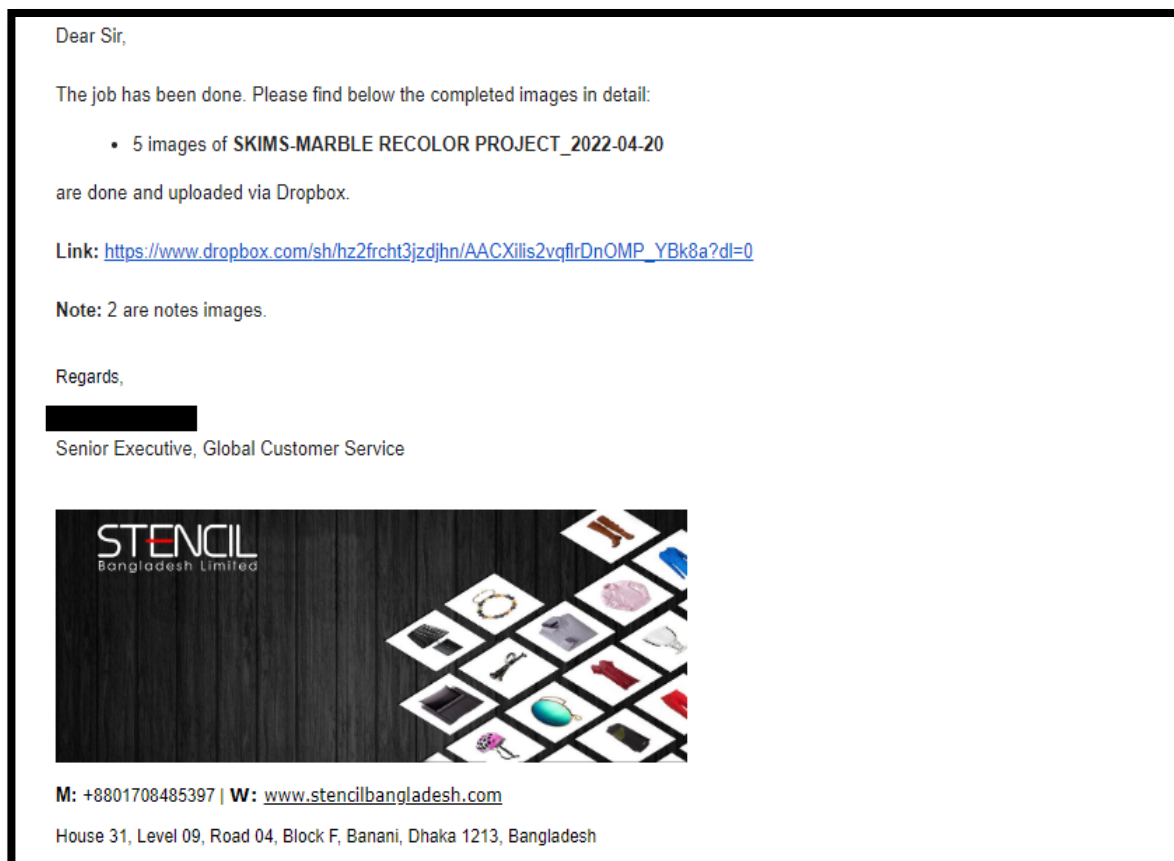 Dear Sir,
The job has been done. Please find below the completed images in detail:
• 5 images of SKIMS-MARBLE RECOLOR PROJECT_2022-04-20
are done and uploaded via Dropbox.
Link: https://www.dropbox.com/sh/hz2frcht3jzdjhn/AACXilis2vqflrDnOMP_YBk8a?dl=0
Note: 2 are notes images.
Regards,
Senior Executive, Global Customer Service
STENCIL
Bangladesh Limited
M: +8801708485397 | W: www.stencilbangladesh.com
House 31, Level 09, Road 04, Block F, Banani, Dhaka 1213, Bangladesh